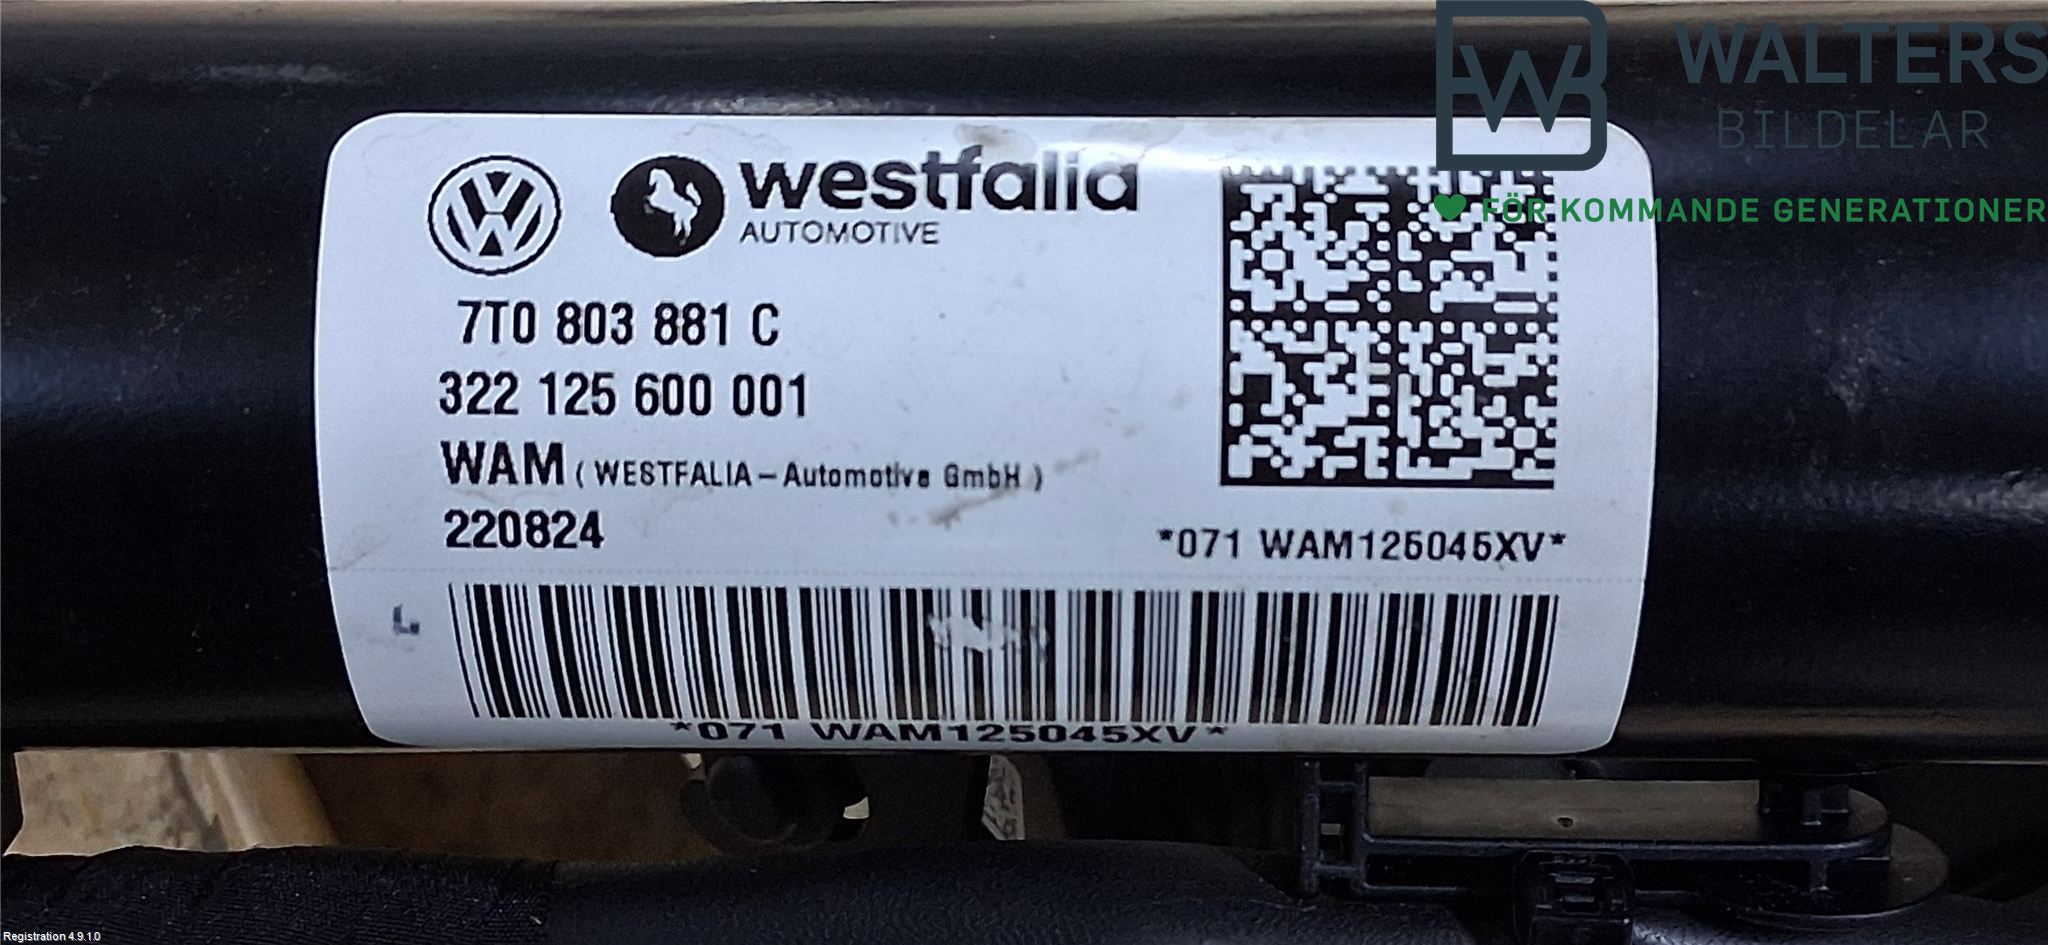 WALTERS
BILDELAR
FÖR KOMMANDE GENERATIONER
westfalia
AUTOMOTIVE
7T0 803 881 C
322 125 600 001
WAM ( WESTFALIA - Automotive GmbH )
220824
*071 WAM125045XV*
*071 WAM125045XV*
Registration 4.9.1.0